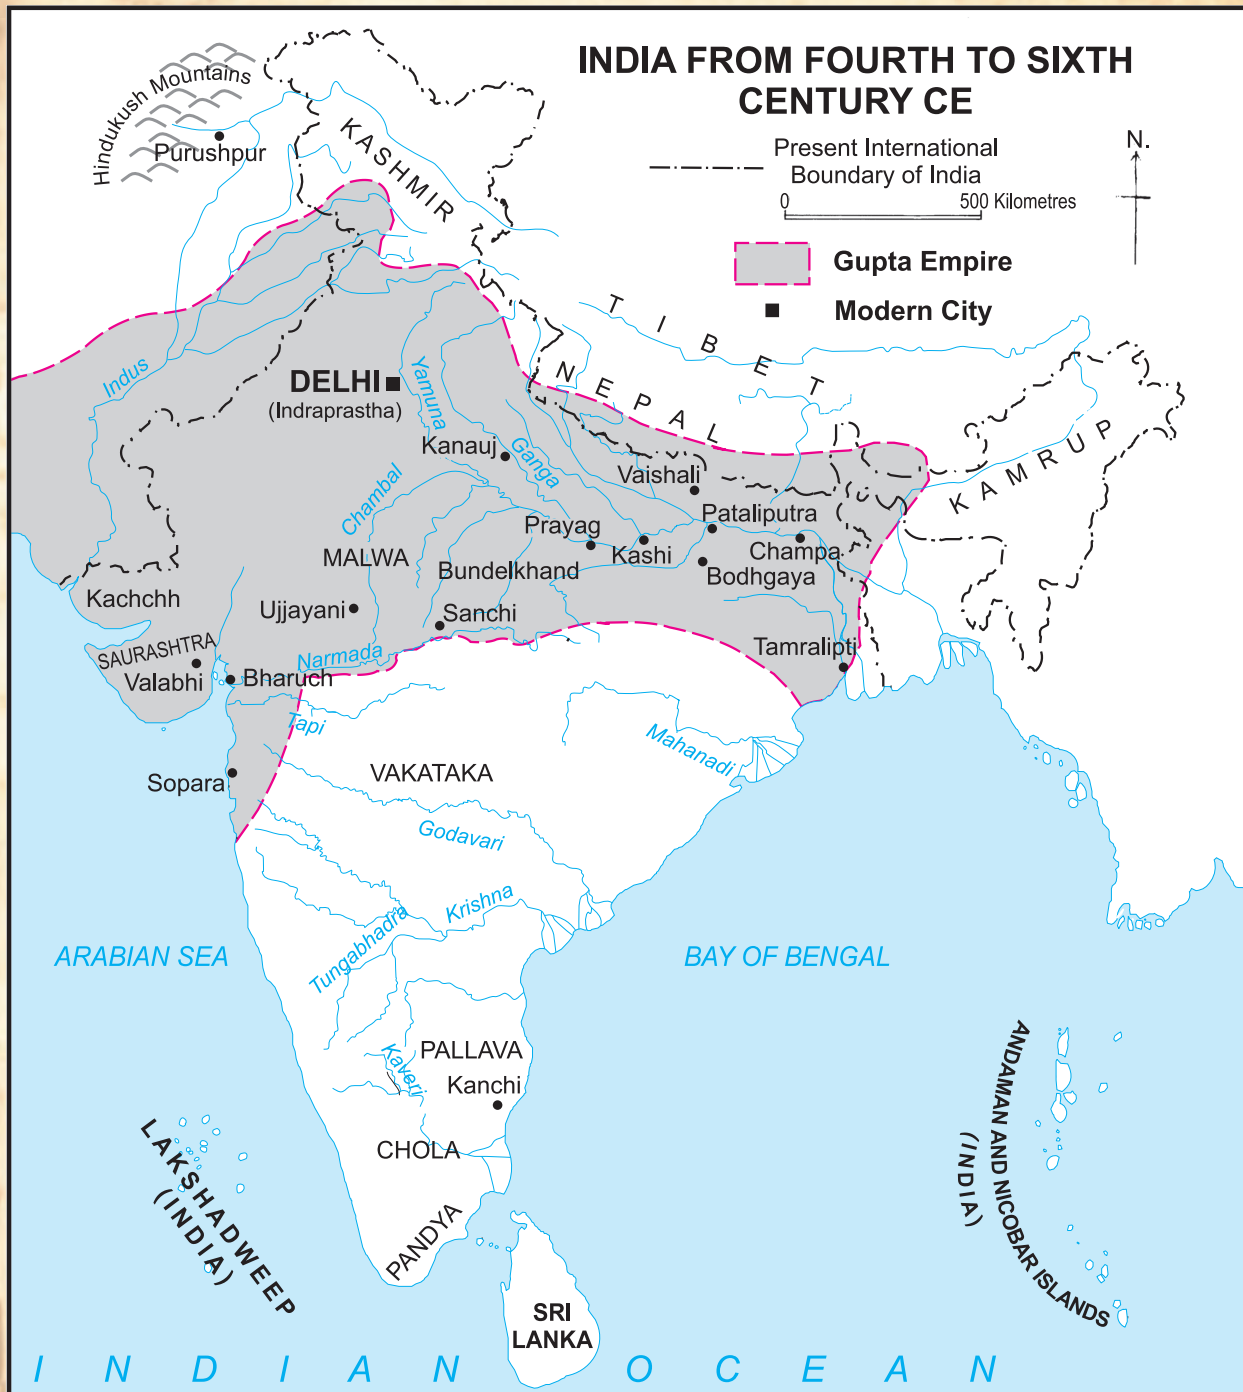 INDIA FROM FOURTH TO SIXTH
CENTURY CE
Present International
Boundary of India
0 500 Kilometres
N.
Gupta Empire
Modern City
Hindukush Mountains
Purushpur
KASHMIR
TIBET
NEPAL
KAMRUP
Indus
DELHI
(Indraprastha)
Yamuna
Kanauj
Ganga
Vaishali
Chambal
Prayag
Pataliputra
Kashi
Champa
MALWA
Bundelkhand
Bodhgaya
Kachchh
Ujjayani
Sanchi
SAURASHTRA
Narmada
Tamralipti
Valabhi
Bharuch
Tapi
Mahanadi
Sopara
VAKATAKA
Godavari
Krishna
Tungabhadra
ARABIAN SEA
BAY OF BENGAL
PALLAVA
Kaveri
Kanchi
CHOLA
PANDYA
LAKSHADWEEP
(INDIA)
ANDAMAN AND NICOBAR ISLANDS
(INDIA)
SRI
LANKA
INDIAN OCEAN